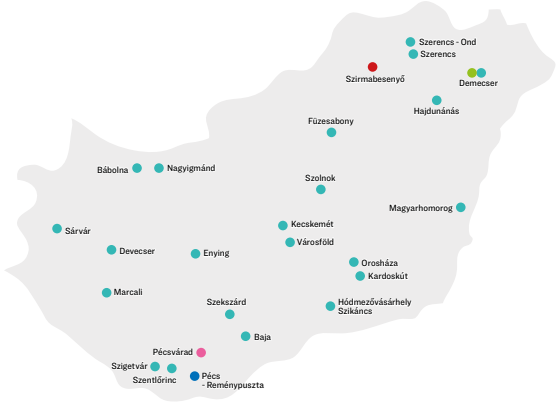 Szerencs - Ond
Szerencs
Szirmabesenyő
Demecser
Hajdunánás
Füzesabony
Bábolna
Nagyigmánd
Szolnok
Magyarhomorog
Sárvár
Kecskemét
Városföld
Devecser
Enying
Orosháza
Kardoskút
Marcali
Szekszárd
Hódmezővásárhely
Szikáncs
Baja
Pécsvárad
Szigetvár
Szentlőrinc
Pécs
- Reménypuszta